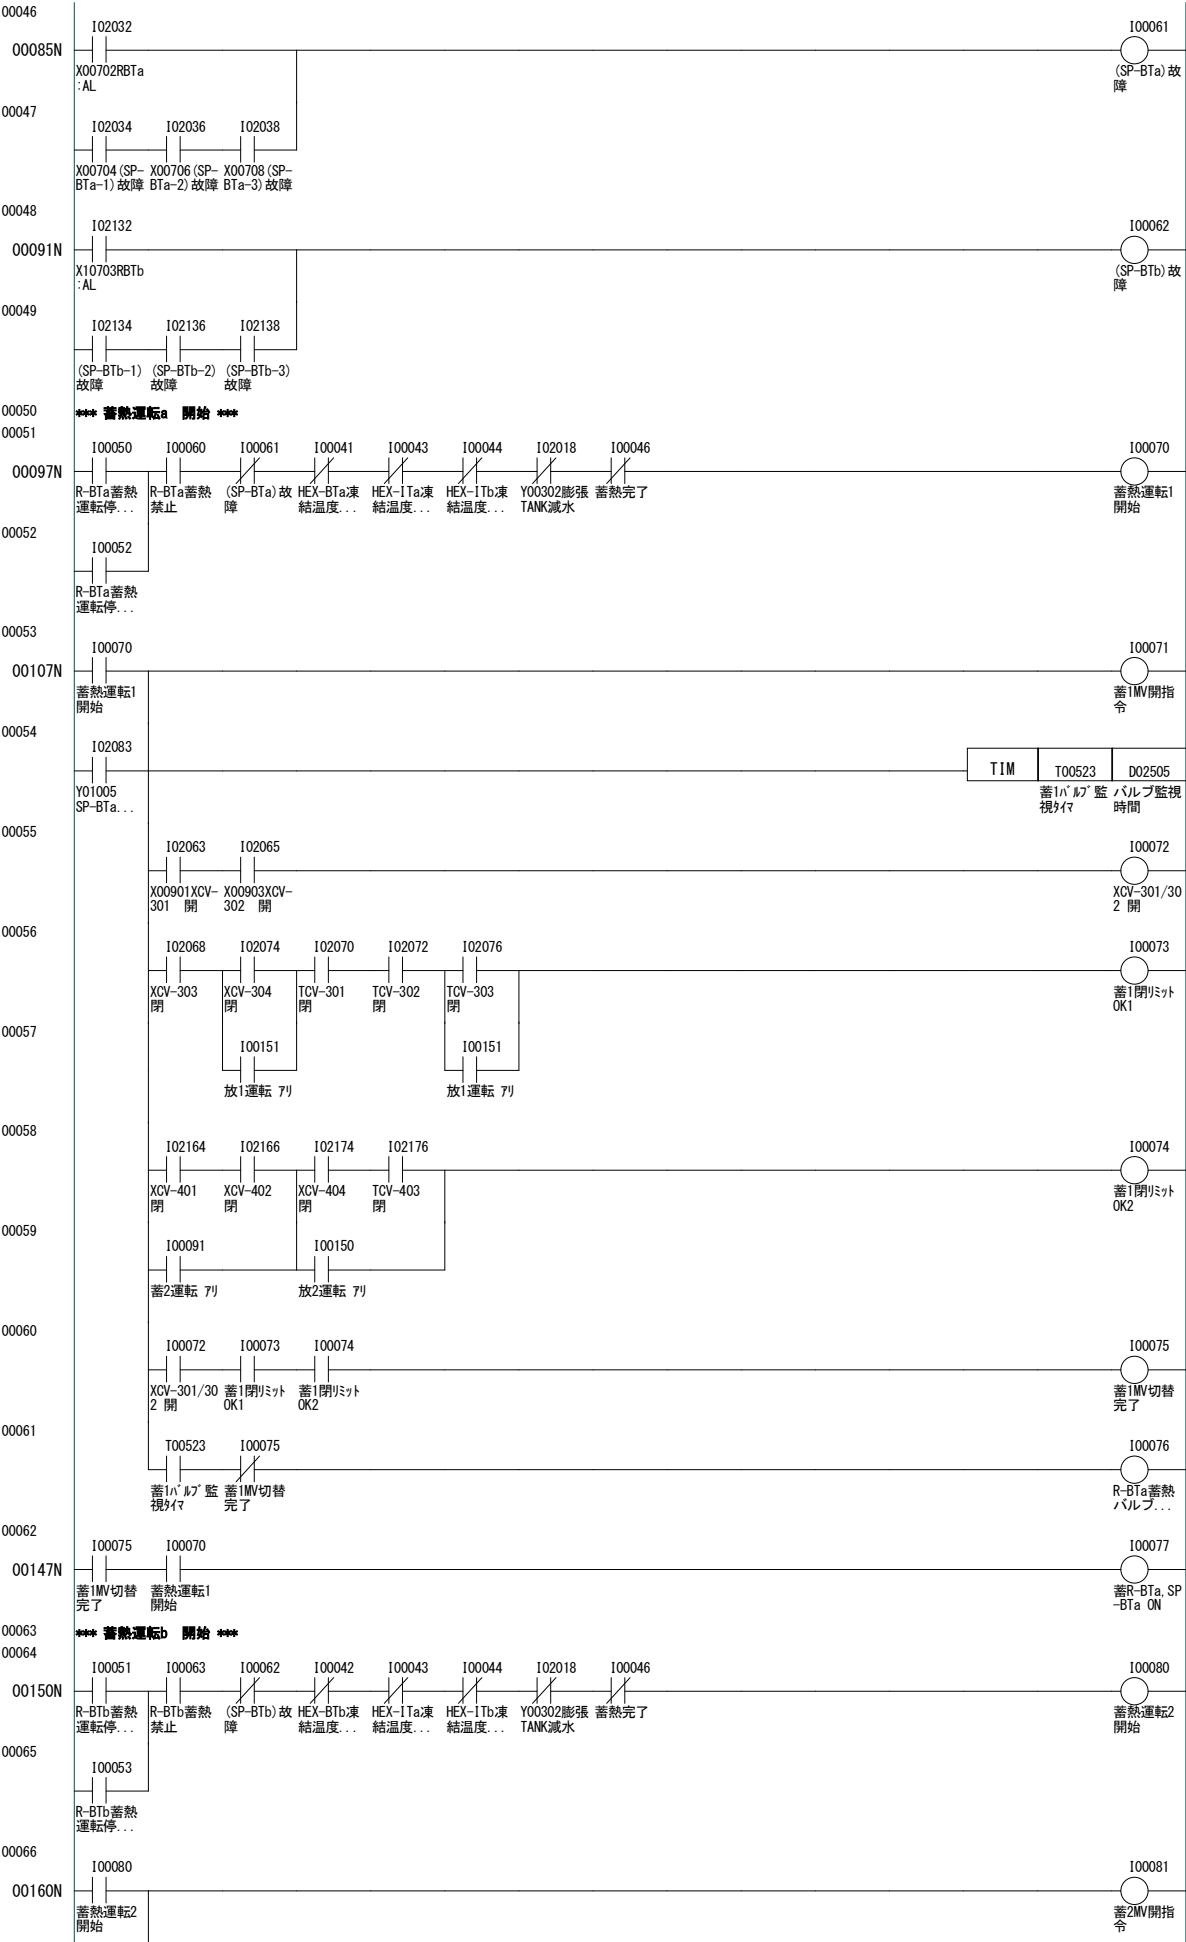 00046
I02032 I00061
00085N
X00702RBTa (SP-BTa)故
:AL 障
00047
I02034 I02036 I02038
X00704(SP- X00706(SP- X00708(SP-
BTa-1)故障 BTa-2)故障 BTa-3)故障
00048
I02132 I00062
00091N
X10703RBTb (SP-BTb)故
:AL 障
00049
I02134 I02136 I02138
(SP-BTb-1) (SP-BTb-2) (SP-BTb-3)
故障 故障 故障
00050 *** 蓄熱運転a 開始 ***
00051
I00050 I00060 I00061 I00041 I00043 I00044 I02018 I00046 I00070
00097N
R-BTa蓄熱 R-BTa蓄熱 (SP-BTa)故 HEX-BTa凍 HEX-ITa凍 HEX-ITb凍 Y00302膨張 蓄熱完了 蓄熱運転1
運転停... 禁止 障 結温度... 結温度... 結温度... TANK減水 開始
00052
I00052
R-BTa蓄熱
運転停...
00053
I00070 I00071
00107N
蓄熱運転1 蓄1MV開指
開始 令
00054
I02083
TIM T00523 D02505
Y01005 蓄1ﾊﾞﾙﾌﾞ監 バルブ監視
SP-BTa... 視ﾀｲﾏ 時間
00055
I02063 I02065 I00072
X00901XCV- X00903XCV- XCV-301/30
301 開 302 開 2 開
00056
I02068 I02074 I02070 I02072 I02076 I00073
XCV-303 XCV-304 TCV-301 TCV-302 TCV-303 蓄1閉ﾘﾐｯﾄ
閉 閉 閉 閉 閉 OK1
00057
I00151 I00151
放1運転 ｱﾘ 放1運転 ｱﾘ
00058
I02164 I02166 I02174 I02176 I00074
XCV-401 XCV-402 XCV-404 TCV-403 蓄1閉ﾘﾐｯﾄ
閉 閉 閉 閉 OK2
00059
I00091 I00150
蓄2運転 ｱﾘ 放2運転 ｱﾘ
00060
I00072 I00073 I00074 I00075
XCV-301/30 蓄1閉ﾘﾐｯﾄ 蓄1閉ﾘﾐｯﾄ 蓄1MV切替
2 開 OK1 OK2 完了
00061
T00523 I00075 I00076
蓄1ﾊﾞﾙﾌﾞ監 蓄1MV切替 R-BTa蓄熱
視ﾀｲﾏ 完了 バルブ...
00062
I00075 I00070 I00077
00147N
蓄1MV切替 蓄熱運転1 蓄R-BTa,SP
完了 開始 -BTa ON
00063 *** 蓄熱運転b 開始 ***
00064
I00051 I00063 I00062 I00042 I00043 I00044 I02018 I00046 I00080
00150N
R-BTb蓄熱 R-BTb蓄熱 (SP-BTb)故 HEX-BTb凍 HEX-ITa凍 HEX-ITb凍 Y00302膨張 蓄熱完了 蓄熱運転2
運転停... 禁止 障 結温度... 結温度... 結温度... TANK減水 開始
00065
I00053
R-BTb蓄熱
運転停...
00066
I00080 I00081
00160N
蓄熱運転2 蓄2MV開指
開始 令